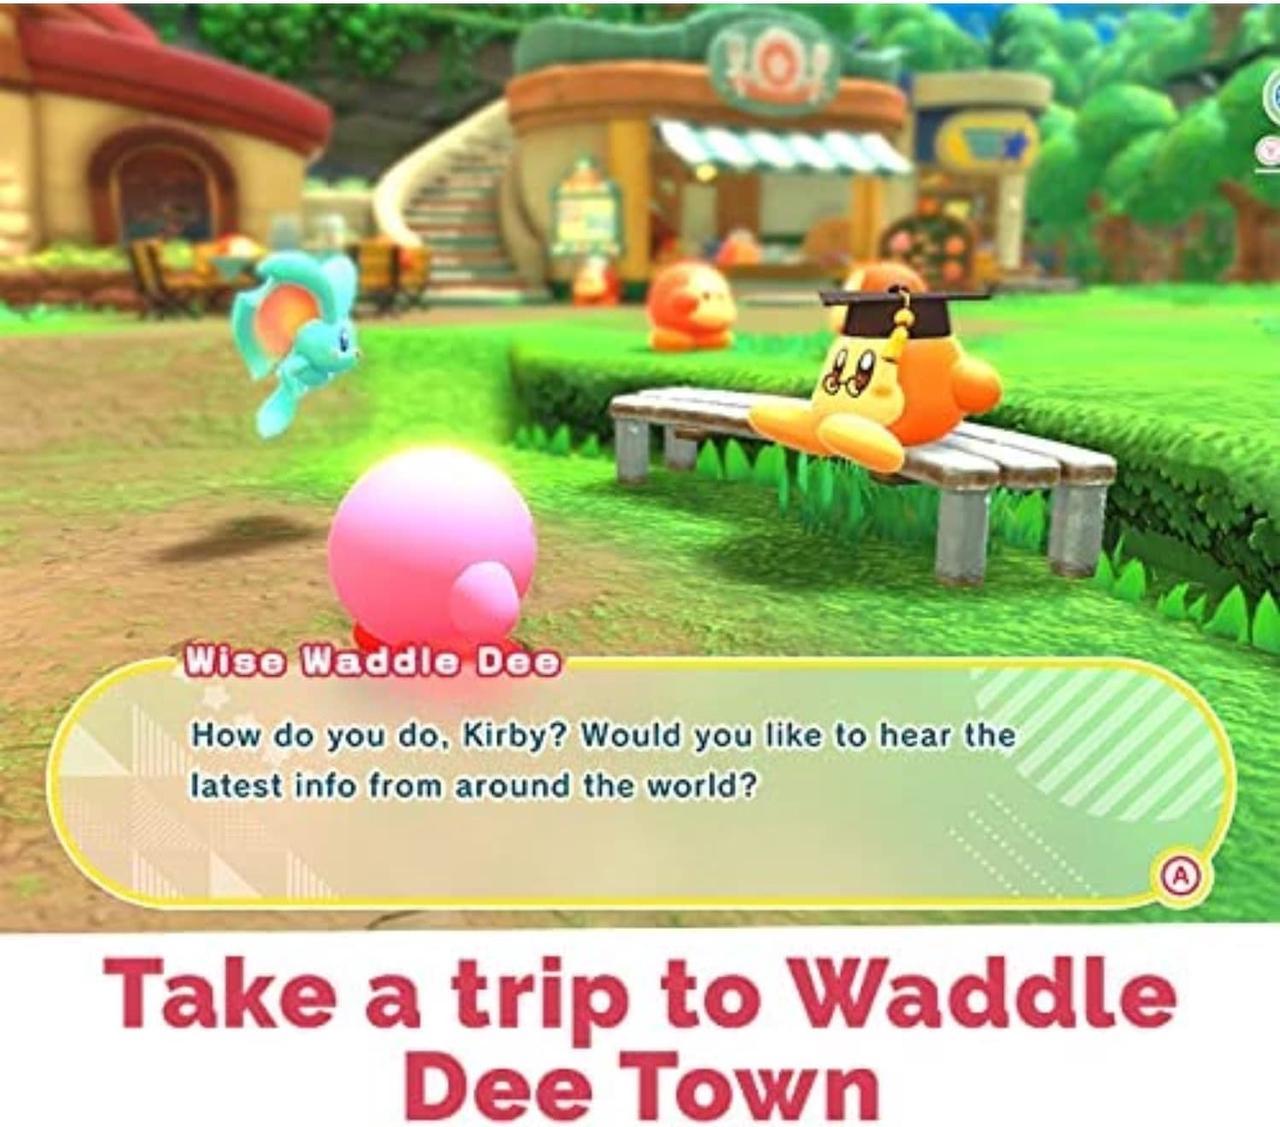 Wise Waddle Dee
How do you do, Kirby? Would you like to hear the
latest info from around the world?
A
Take a trip to Waddle
Dee Town